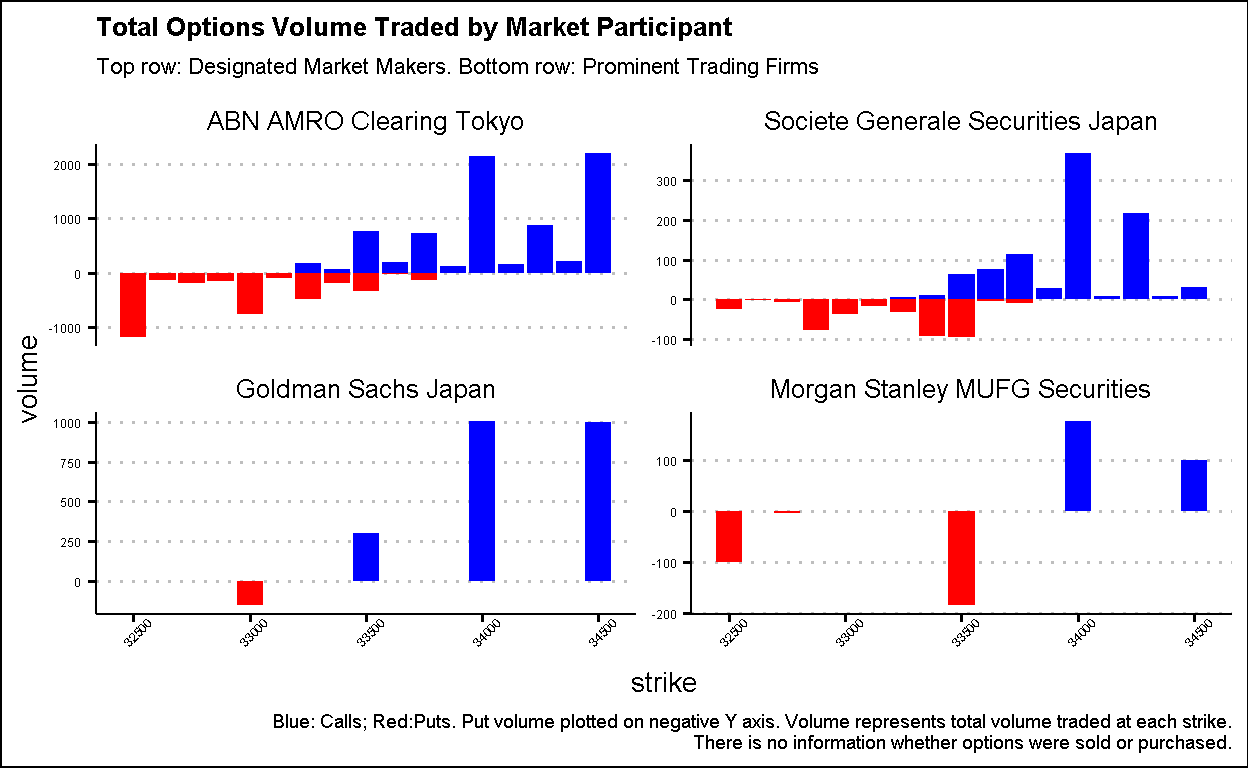 Total Options Volume Traded by Market Participant
Top row: Designated Market Makers. Bottom row: Prominent Trading Firms
ABN AMRO Clearing Tokyo
2000
1000
0
-1000
Societe Generale Securities Japan
300
200
100
0
-100
volume
Goldman Sachs Japan
1000
750
500
250
0
32500
33000
33500
34000
34500
Morgan Stanley MUFG Securities
100
0
-100
-200
32500
33000
33500
34000
34500
strike
Blue: Calls; Red:Puts. Put volume plotted on negative Y axis. Volume represents total volume traded at each strike.
There is no information whether options were sold or purchased.